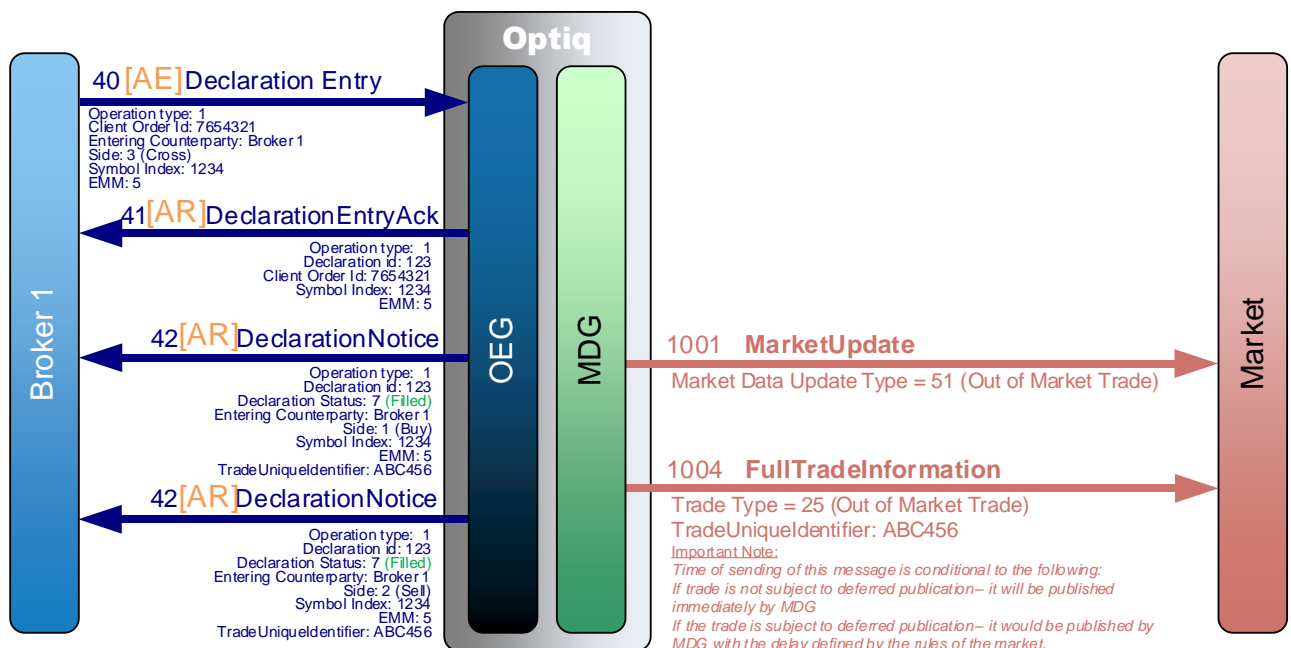 Optiq
40 [AE] Declaration Entry
Operation type: 1
Client Order Id: 7654321
Entering Counterparty: Broker 1
Side: 3 (Cross)
Symbol Index: 1234
EMM: 5
41 [AR] DeclarationEntryAck
Operation type: 1
Declaration id: 123
Client Order Id: 7654321
Symbol Index: 1234
EMM: 5
42 [AR] DeclarationNotice
Operation type: 1
Declaration id: 123
Declaration Status: 7 (Filled)
Entering Counterparty: Broker 1
Side: 1 (Buy)
Symbol Index: 1234
EMM: 5
TradeUniqueIdentifier: ABC456
42 [AR] DeclarationNotice
Operation type: 1
Declaration id: 123
Declaration Status: 7 (Filled)
Entering Counterparty: Broker 1
Side: 2 (Sell)
Symbol Index: 1234
EMM: 5
TradeUniqueIdentifier: ABC456
Broker 1
OEG
MDG
1001 MarketUpdate
Market Data Update Type = 51 (Out of Market Trade)
1004 FullTradeInformation
Trade Type = 25 (Out of Market Trade)
TradeUniqueIdentifier: ABC456
Important Note:
Time of sending of this message is conditional to the following:
If trade is not subject to deferred publication– it will be published
immediately by MDG
If the trade is subject to deferred publication– it would be published by
MDG with the delay defined by the rules of the market.
Market